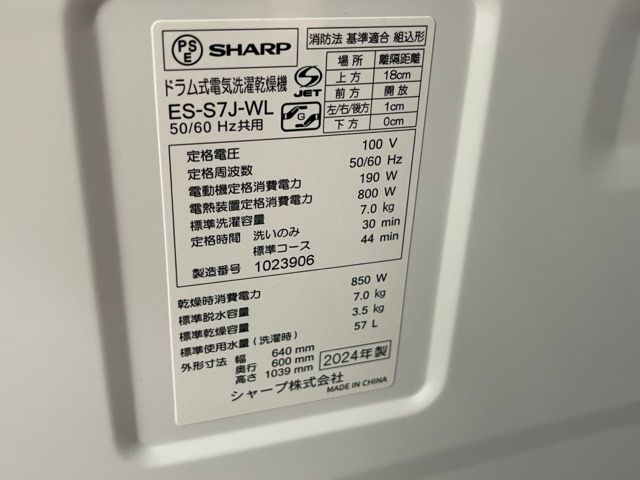 PSE SHARP
消防法 基準適合 組込形
場所 離隔距離
上方 18cm
前方 開放
左/右/後方 1cm
下方 0cm
ドラム式電気洗濯乾燥機
JET
ES-S7J-WL
50/60 Hz共用
G
定格電圧 100 V
定格周波数 50/60 Hz
電動機定格消費電力 190 W
電熱装置定格消費電力 800 W
標準洗濯容量 7.0 kg
定格時間 洗いのみ 30 min
標準コース 44 min
製造番号 1023906
乾燥時消費電力 850 W
標準脱水容量 7.0 kg
標準乾燥容量 3.5 kg
標準使用水量(洗濯時) 57 L
外形寸法 幅 640 mm
奥行 600 mm
高さ 1039 mm
2024年製
シャープ株式会社
MADE IN CHINA